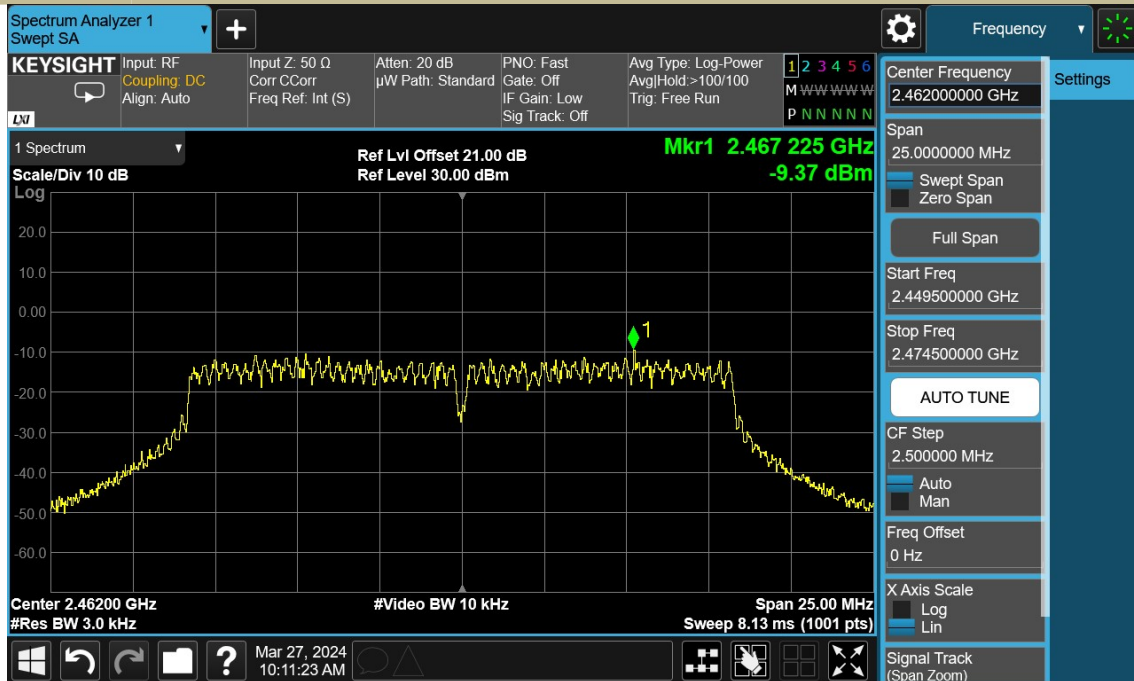 Spectrum Analyzer 1
Swept SA
+
Frequency
KEYSIGHT
LXI
Input: RF
Coupling: DC
Align: Auto
Input Z: 50 Ω
Corr CCorr
Freq Ref: Int (S)
Atten: 20 dB
µW Path: Standard
PNO: Fast
Gate: Off
IF Gain: Low
Sig Track: Off
Avg Type: Log-Power
Avg|Hold:>100/100
Trig: Free Run
1 2 3 4 5 6
M W W W W W
P N N N N N
1 Spectrum
Scale/Div 10 dB
Ref Lvl Offset 21.00 dB
Ref Level 30.00 dBm
Mkr1 2.467 225 GHz
-9.37 dBm
Log
20.0
10.0
0.00
-10.0
-20.0
-30.0
-40.0
-50.0
-60.0
1
Center 2.46200 GHz
#Res BW 3.0 kHz
#Video BW 10 kHz
Span 25.00 MHz
Sweep 8.13 ms (1001 pts)
?
Mar 27, 2024
10:11:23 AM
Center Frequency
2.462000000 GHz
Span
25.0000000 MHz
Swept Span
Zero Span
Full Span
Start Freq
2.449500000 GHz
Stop Freq
2.474500000 GHz
AUTO TUNE
CF Step
2.500000 MHz
Auto
Man
Freq Offset
0 Hz
X Axis Scale
Log
Lin
Signal Track
(Span Zoom)
Settings